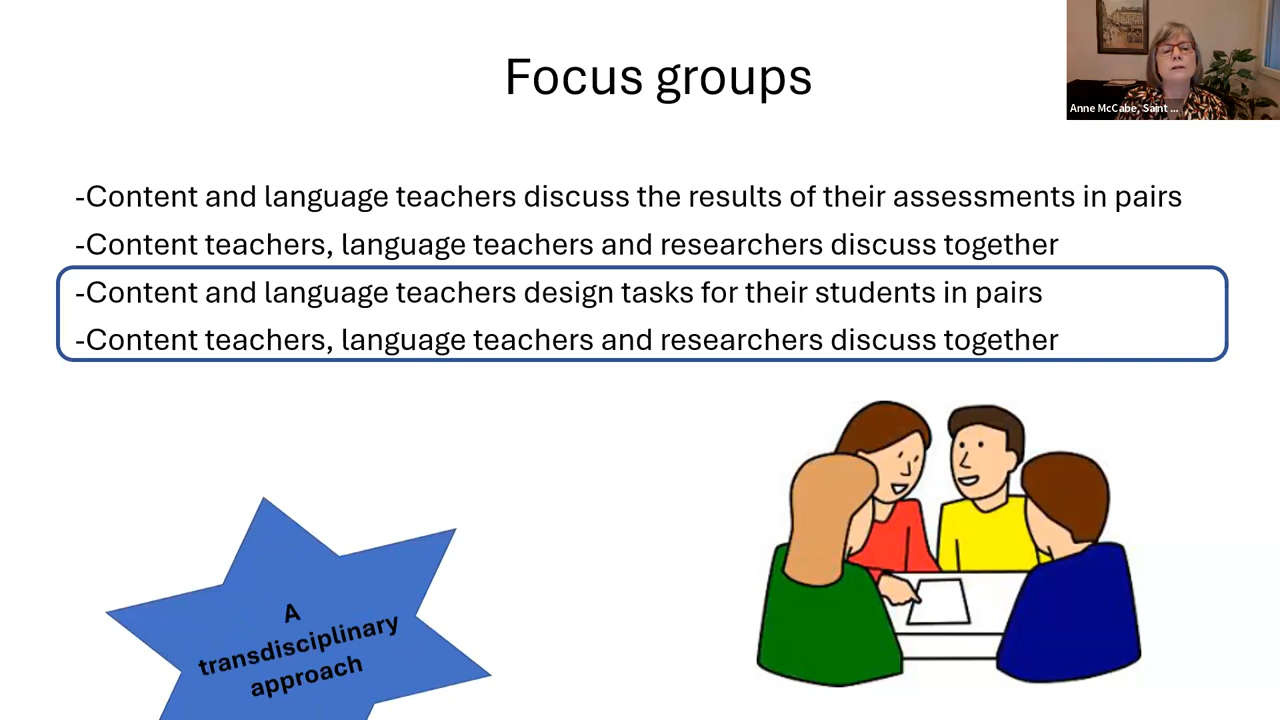 Focus groups
Anne McCabe, Saint ...
-Content and language teachers discuss the results of their assessments in pairs
-Content teachers, language teachers and researchers discuss together
-Content and language teachers design tasks for their students in pairs
-Content teachers, language teachers and researchers discuss together
A
transdisciplinary
approach